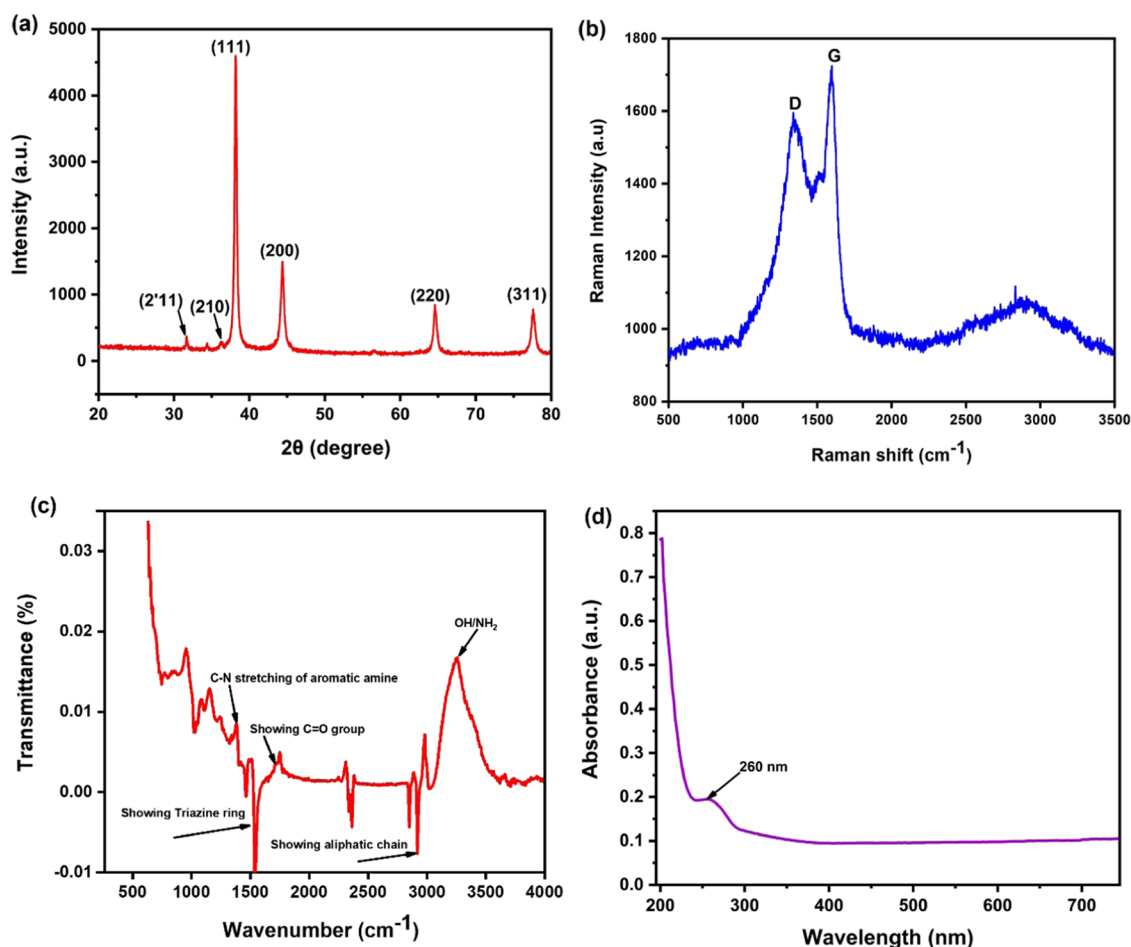 (a)
5000
4000
3000
2000
1000
0
Intensity (a.u.)
(111)
(200)
(2'11)
(210)
(220)
(311)
20 30 40 50 60 70 80
2θ (degree)
(b)
1800
1600
1400
1200
1000
800
Raman Intensity (a.u)
D
G
500 1000 1500 2000 2500 3000 3500
Raman shift (cm⁻¹)
(c)
0.03
0.02
0.01
0.00
-0.01
Transmittance (%)
OH/NH₂
C-N stretching of aromatic amine
Showing C=O group
Showing Triazine ring
Showing aliphatic chain
500 1000 1500 2000 2500 3000 3500 4000
Wavenumber (cm⁻¹)
(d)
0.8
0.7
0.6
0.5
0.4
0.3
0.2
0.1
0.0
Absorbance (a.u.)
260 nm
200 300 400 500 600 700
Wavelength (nm)